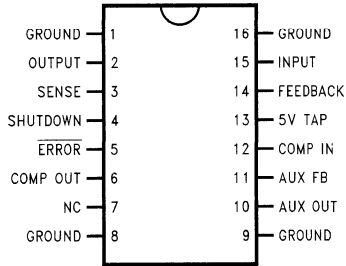 GROUND 1 16 GROUND
OUTPUT 2 15 INPUT
SENSE 3 14 FEEDBACK
SHUTDOWN 4 13 5V TAP
ERROR 5 12 COMP IN
COMP OUT 6 11 AUX FB
NC 7 10 AUX OUT
GROUND 8 9 GROUND